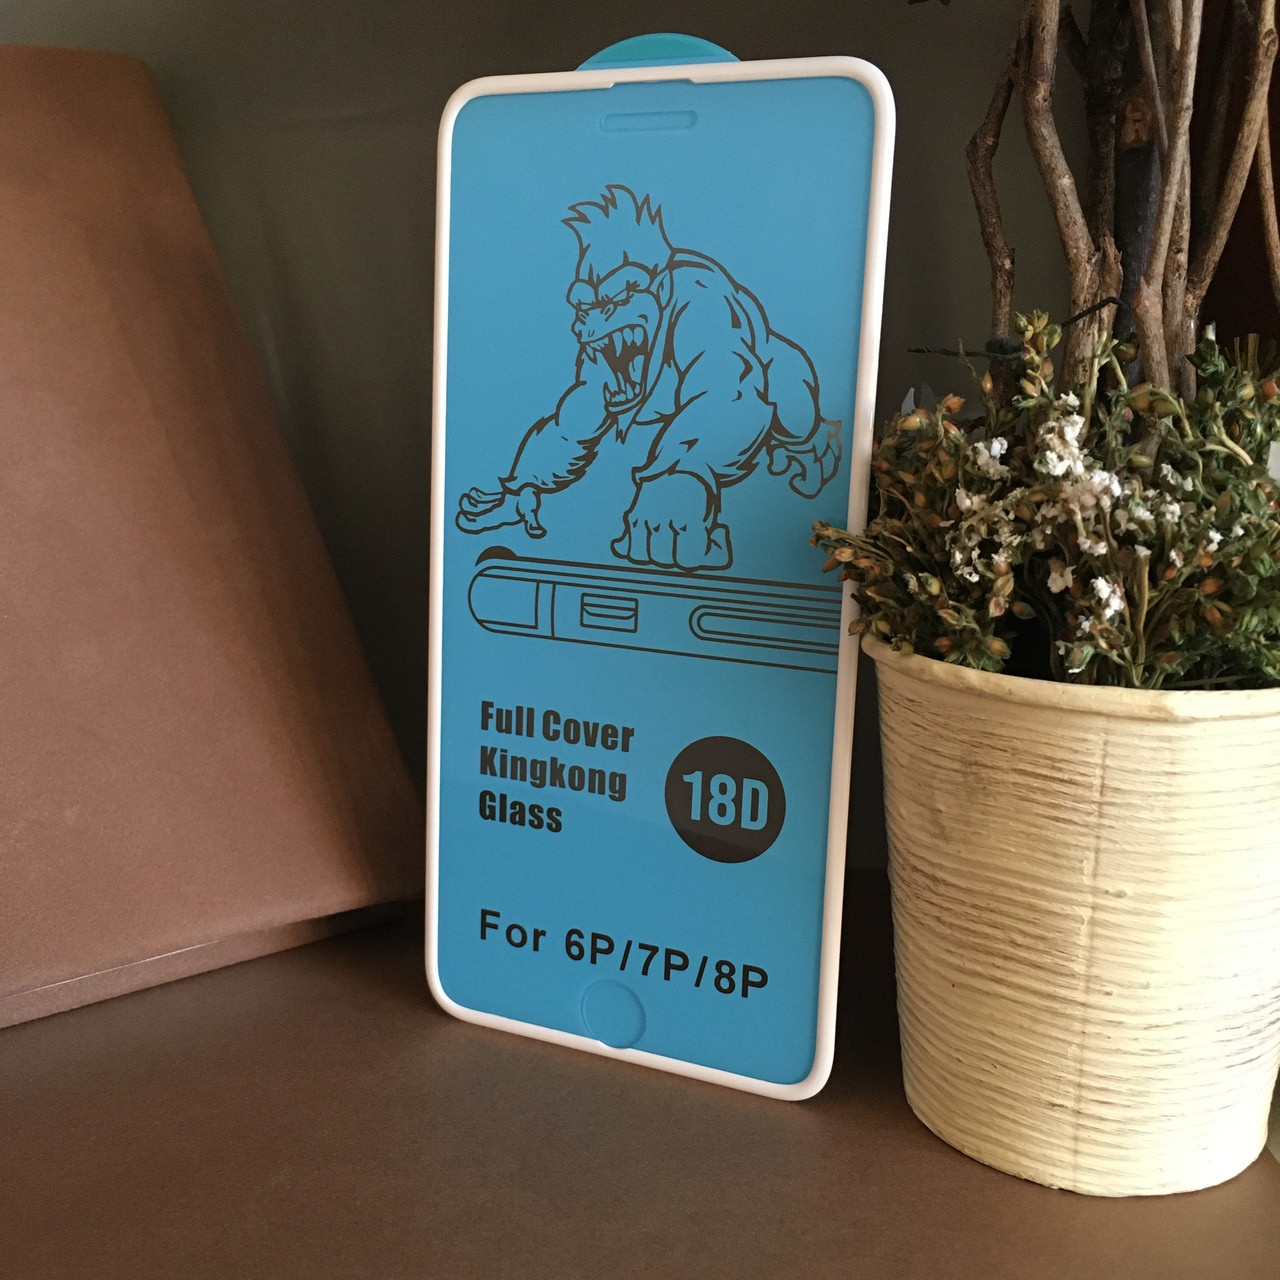 Full Cover
Kingkong
Glass
18D
For 6P/7P/8P